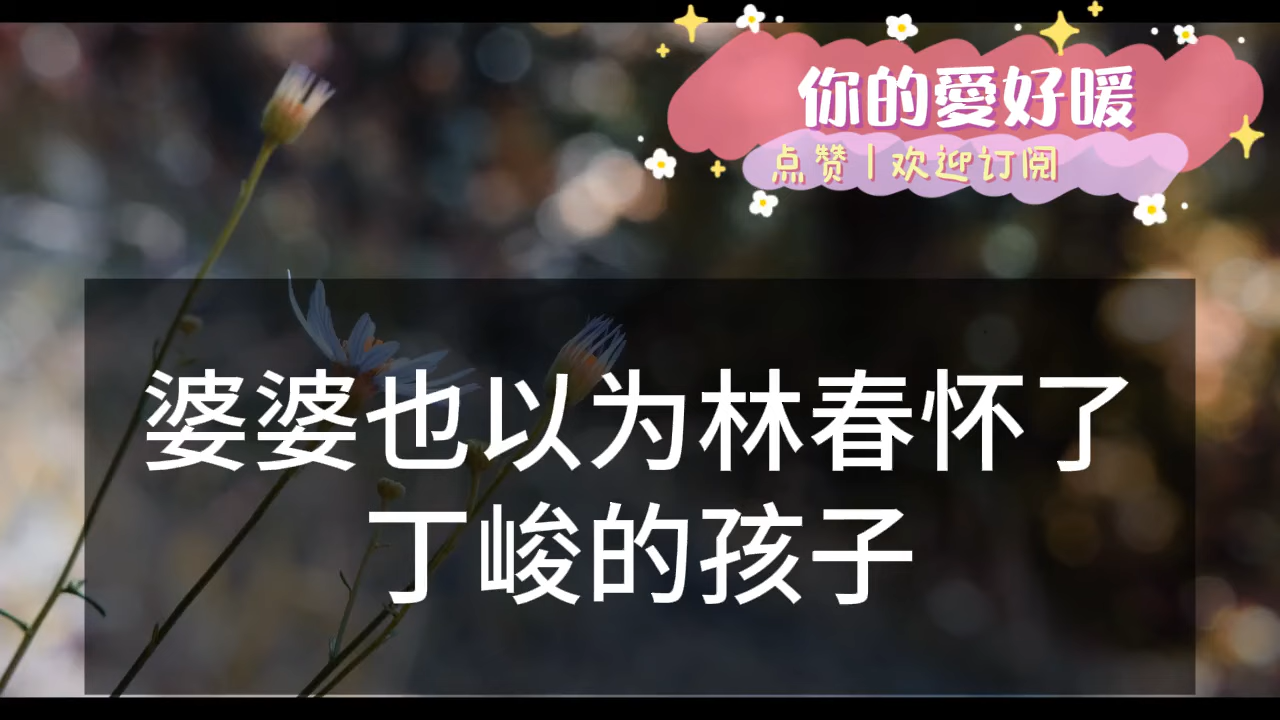 你的愛好暖
点赞 | 欢迎订阅
婆婆也以为林春怀了
丁峻的孩子